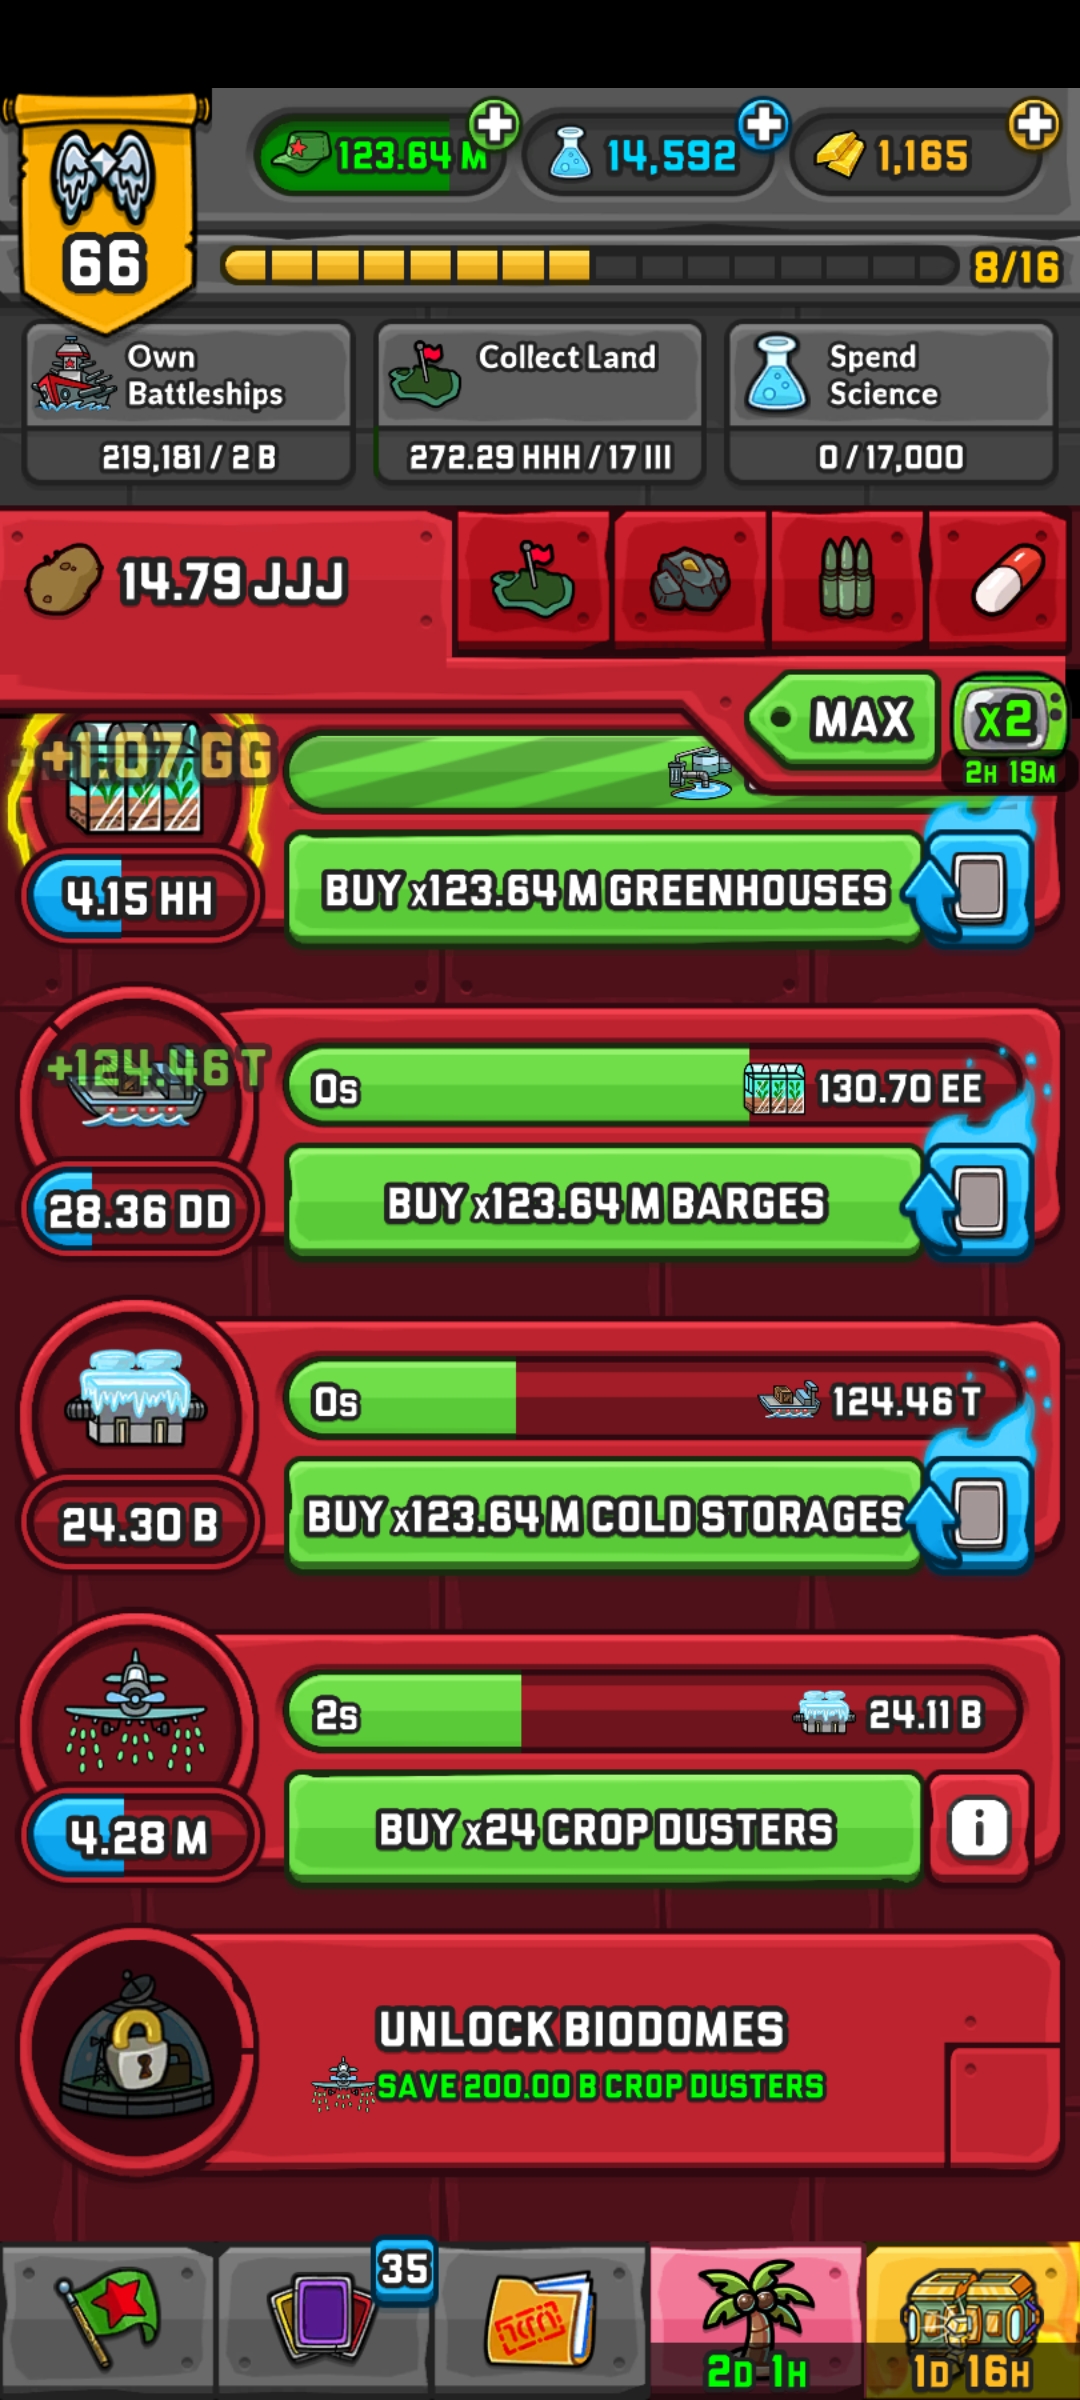 123.64 M
14,592
1,165
66
8/16
Own
Battleships
219,181 / 2 B
Collect Land
272.29 HHH / 17 III
Spend
Science
0 / 17,000
14.79 JJJ
MAX
x2
2H 19M
+1.07 GG
4.15 HH
BUY x123.64 M GREENHOUSES
+124.46 T
0s
130.70 EE
28.36 DD
BUY x123.64 M BARGES
0s
124.46 T
24.30 B
BUY x123.64 M COLD STORAGES
2s
24.11 B
4.28 M
BUY x24 CROP DUSTERS
i
UNLOCK BIODOMES
SAVE 200.00 B CROP DUSTERS
35
2D 1H
1D 16H